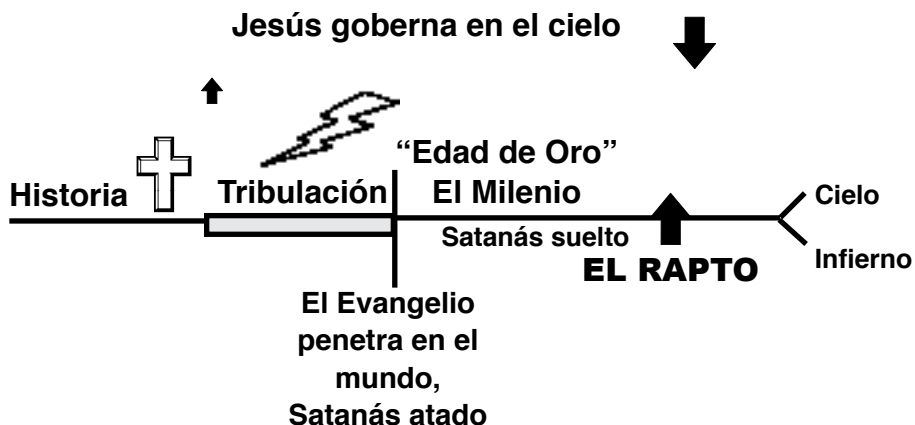 Jesús goberna en el cielo
“Edad de Oro”
Historia
Tribulación
El Milenio
Cielo
Satanás suelto
EL RAPTO
Infierno
El Evangelio
penetra en el
mundo,
Satanás atado